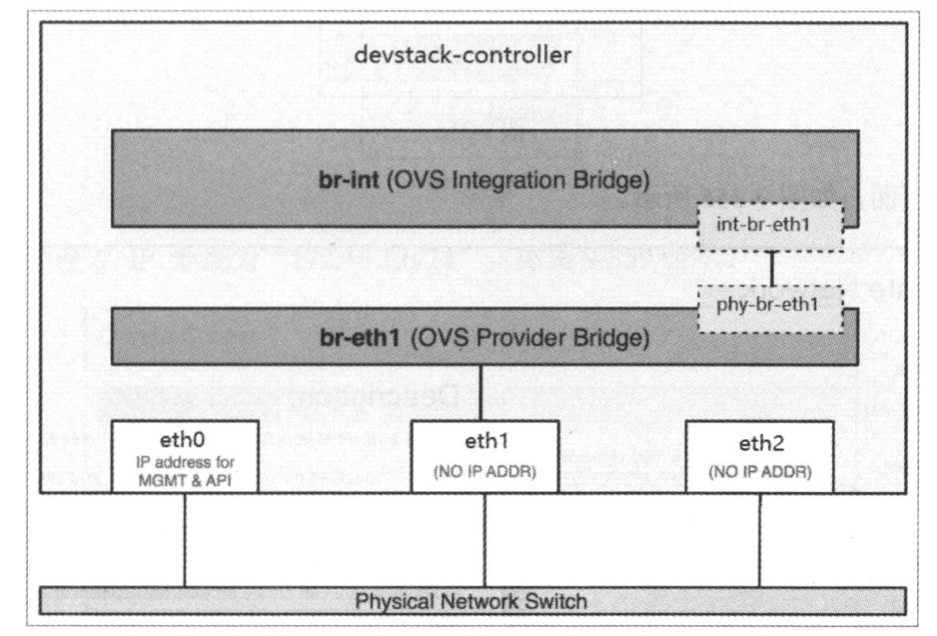 devstack-controller
br-int (OVS Integration Bridge)
int-br-eth1
phy-br-eth1
br-eth1 (OVS Provider Bridge)
eth0
IP address for
MGMT & API
eth1
(NO IP ADDR)
eth2
(NO IP ADDR)
Physical Network Switch